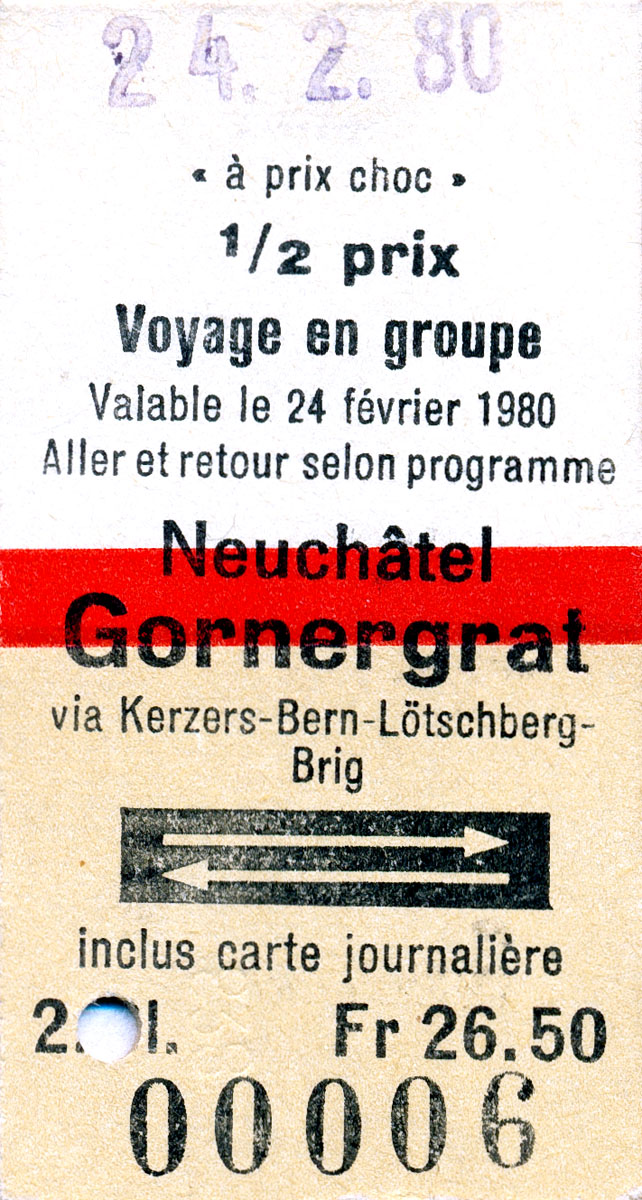 24. 2. 80
« à prix choc »
1/2 prix
Voyage en groupe
Valable le 24 février 1980
Aller et retour selon programme
Neuchâtel
Gornergrat
via Kerzers-Bern-Lötschberg-
Brig
inclus carte journalière
2. l. Fr 26.50
00006